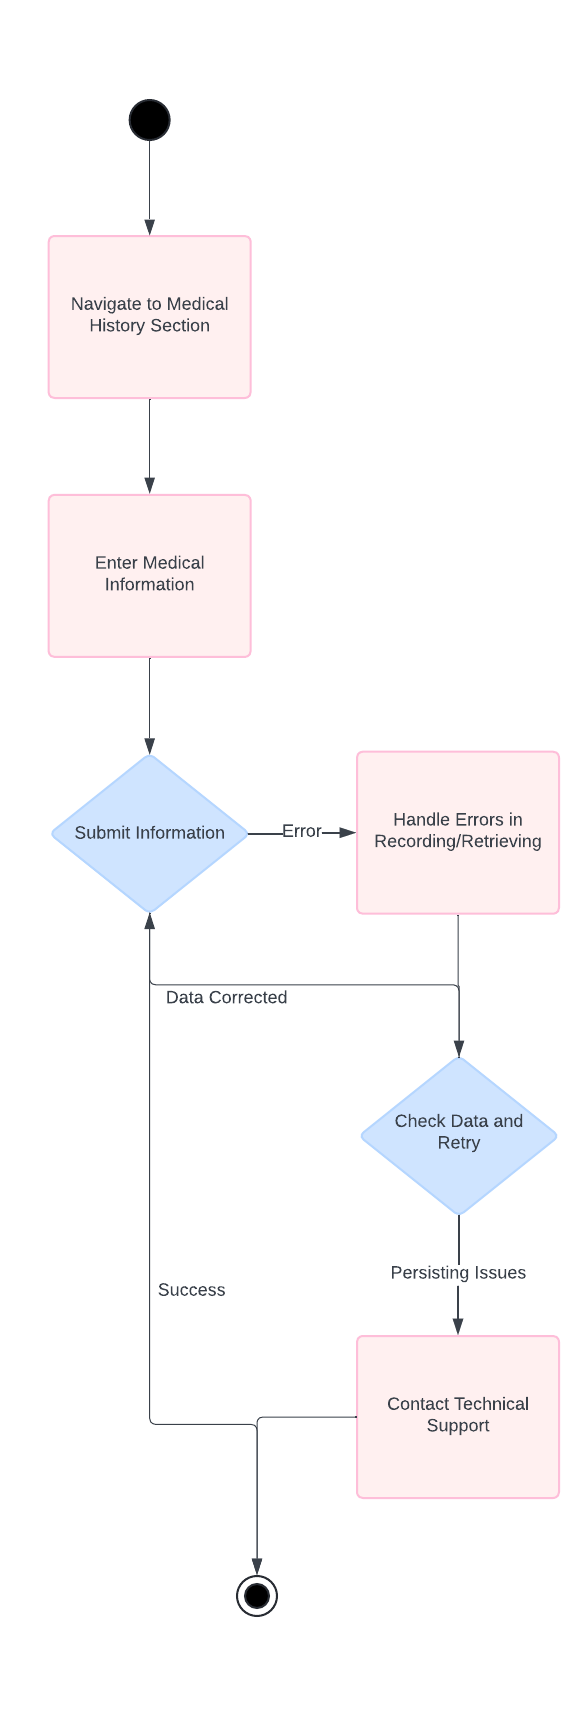 Navigate to Medical
History Section
Enter Medical
Information
Submit Information
Error
Handle Errors in
Recording/Retrieving
Data Corrected
Check Data and
Retry
Persisting Issues
Success
Contact Technical
Support